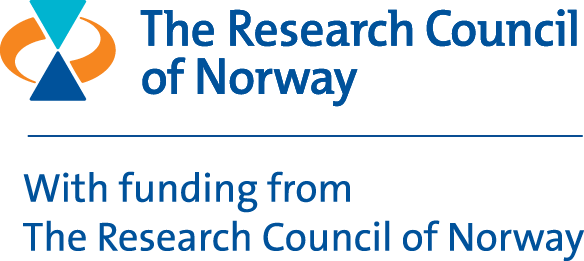 The Research Council
of Norway
With funding from
The Research Council of Norway